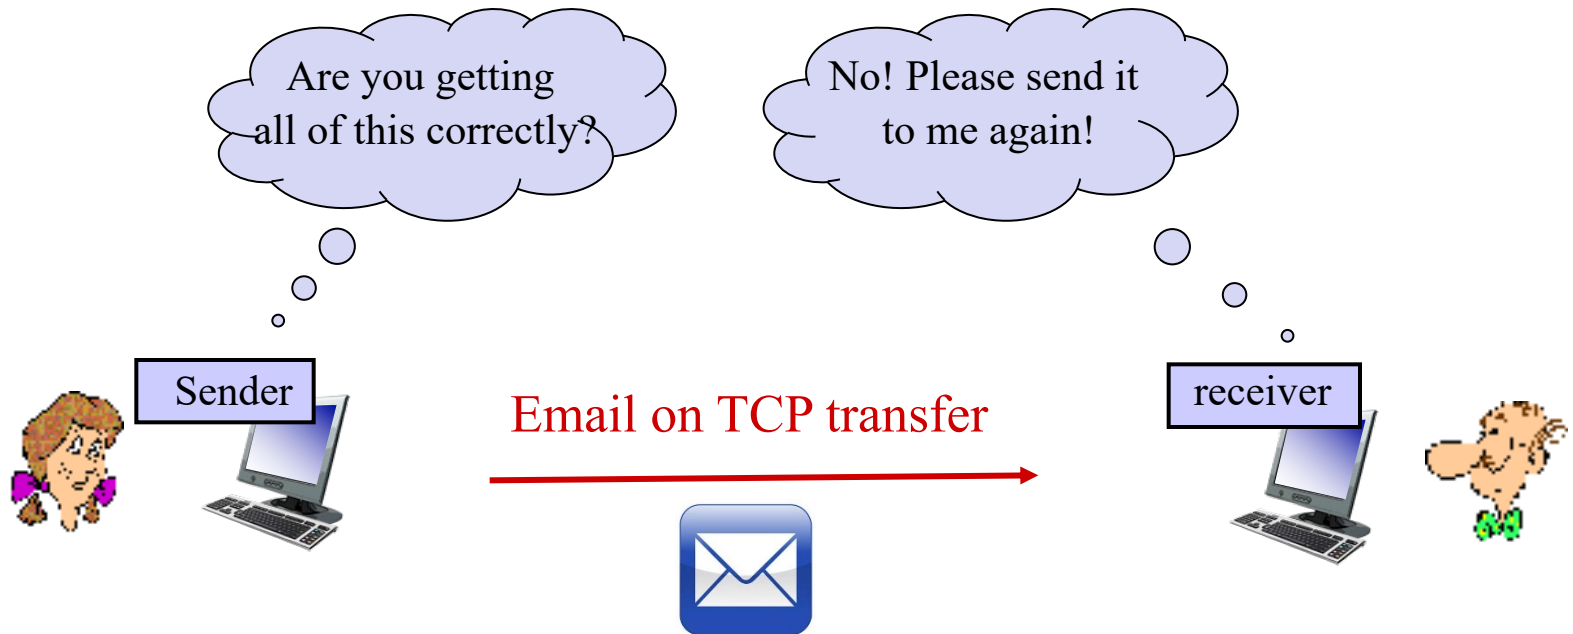 Are you getting
all of this correctly?
No! Please send it
to me again!
Sender
receiver
Email on TCP transfer